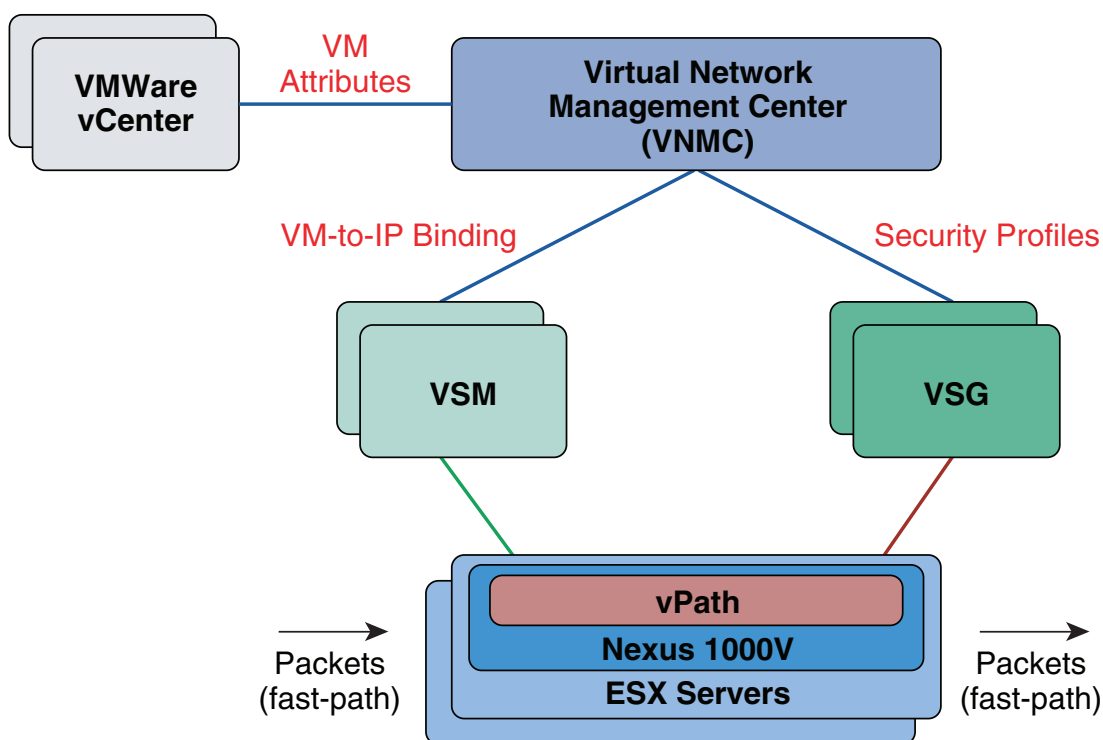 VMWare
vCenter
VM
Attributes
Virtual Network
Management Center
(VNMC)
VM-to-IP Binding
Security Profiles
VSM
VSG
vPath
Nexus 1000V
ESX Servers
Packets
(fast-path)
Packets
(fast-path)